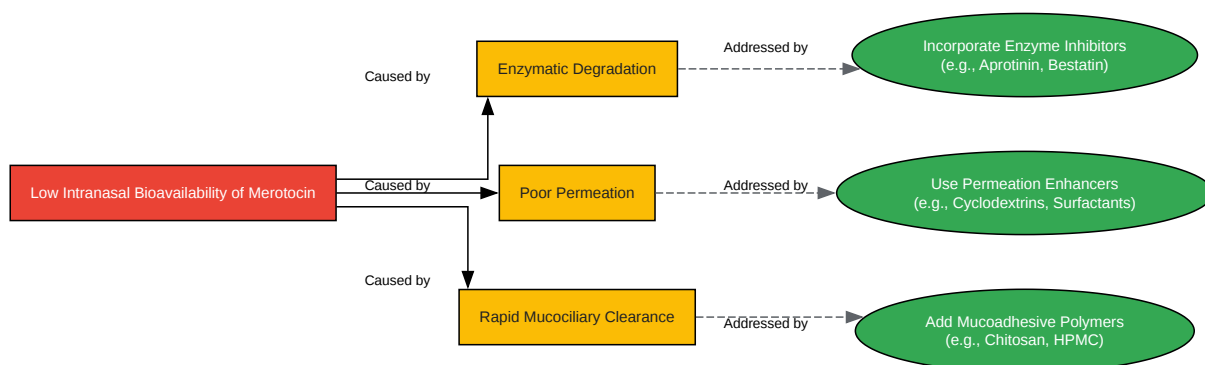 Caused by
Enzymatic Degradation
Addressed by
Incorporate Enzyme Inhibitors
(e.g., Aprotinin, Bestatin)
Low Intranasal Bioavailability of Merotocin
Caused by
Poor Permeation
Addressed by
Use Permeation Enhancers
(e.g., Cyclodextrins, Surfactants)
Caused by
Rapid Mucociliary Clearance
Addressed by
Add Mucoadhesive Polymers
(e.g., Chitosan, HPMC)